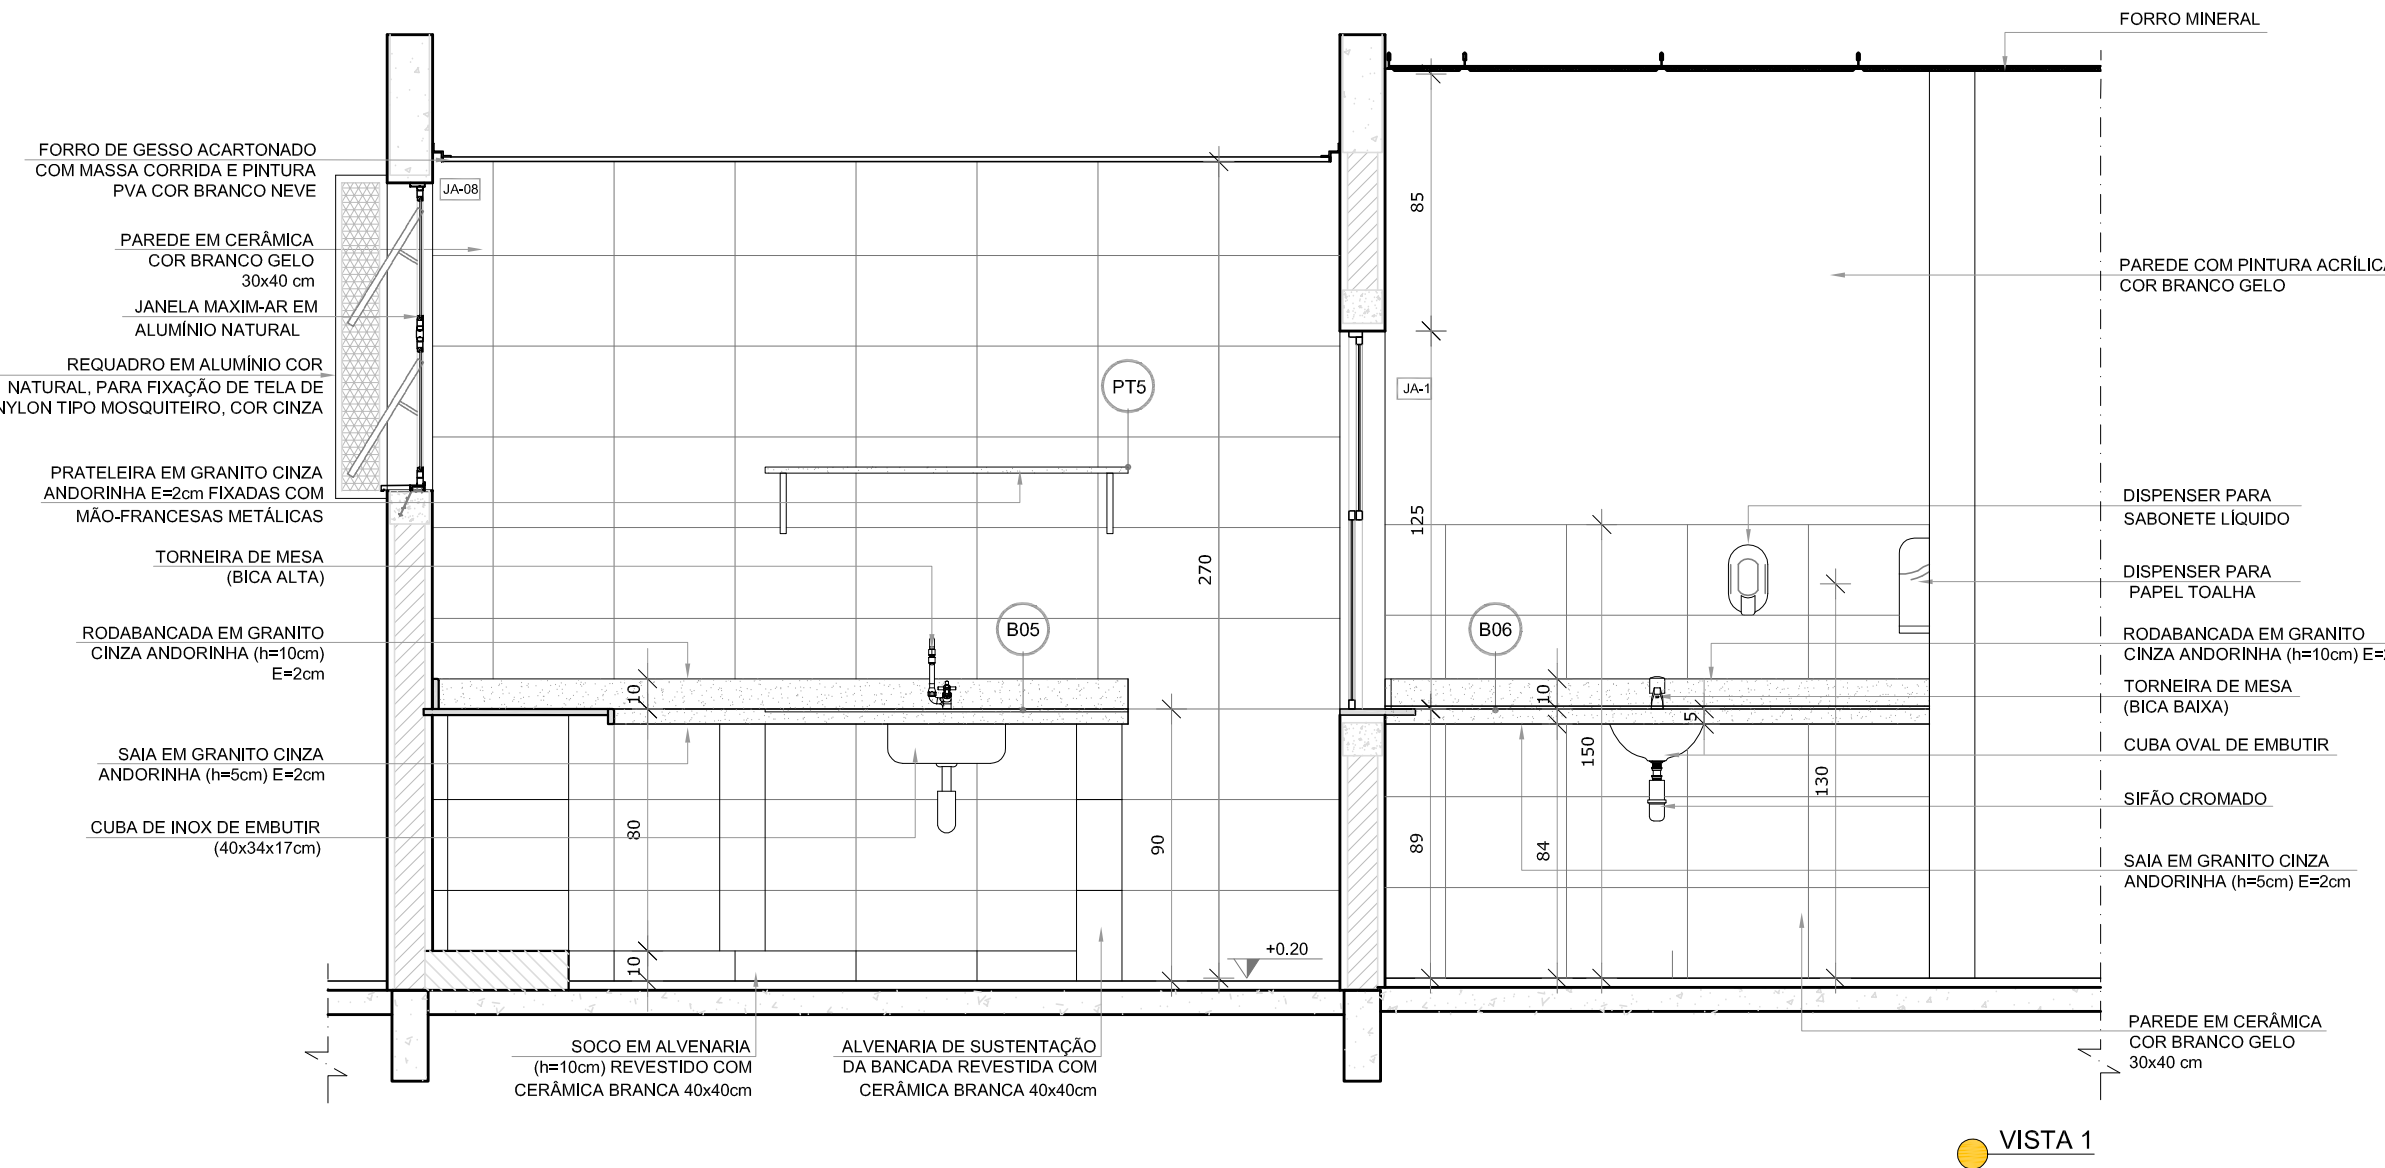 FORRO MINERAL
FORRO DE GESSO ACARTONADO
COM MASSA CORRIDA E PINTURA
PVA COR BRANCO NEVE
JA-08
PAREDE EM CERÂMICA
COR BRANCO GELO
30x40 cm
JANELA MAXIM-AR EM
ALUMÍNIO NATURAL
REQUADRO EM ALUMÍNIO COR
NATURAL, PARA FIXAÇÃO DE TELA DE
NYLON TIPO MOSQUITEIRO, COR CINZA
PRATELEIRA EM GRANITO CINZA
ANDORINHA E=2cm FIXADAS COM
MÃO-FRANCESAS METÁLICAS
TORNEIRA DE MESA
(BICA ALTA)
RODABANCADA EM GRANITO
CINZA ANDORINHA (h=10cm)
E=2cm
SAIA EM GRANITO CINZA
ANDORINHA (h=5cm) E=2cm
CUBA DE INOX DE EMBUTIR
(40x34x17cm)
SOCO EM ALVENARIA
(h=10cm) REVESTIDO COM
CERÂMICA BRANCA 40x40cm
ALVENARIA DE SUSTENTAÇÃO
DA BANCADA REVESTIDA COM
CERÂMICA BRANCA 40x40cm
PT5
B05
10
80
10
90
270
+0.20
85
JA-1
125
B06
10
5
150
130
89
84
PAREDE COM PINTURA ACRÍLICA
COR BRANCO GELO
DISPENSER PARA
SABONETE LÍQUIDO
DISPENSER PARA
PAPEL TOALHA
RODABANCADA EM GRANITO
CINZA ANDORINHA (h=10cm) E=2
TORNEIRA DE MESA
(BICA BAIXA)
CUBA OVAL DE EMBUTIR
SIFÃO CROMADO
SAIA EM GRANITO CINZA
ANDORINHA (h=5cm) E=2cm
PAREDE EM CERÂMICA
COR BRANCO GELO
30x40 cm
VISTA 1